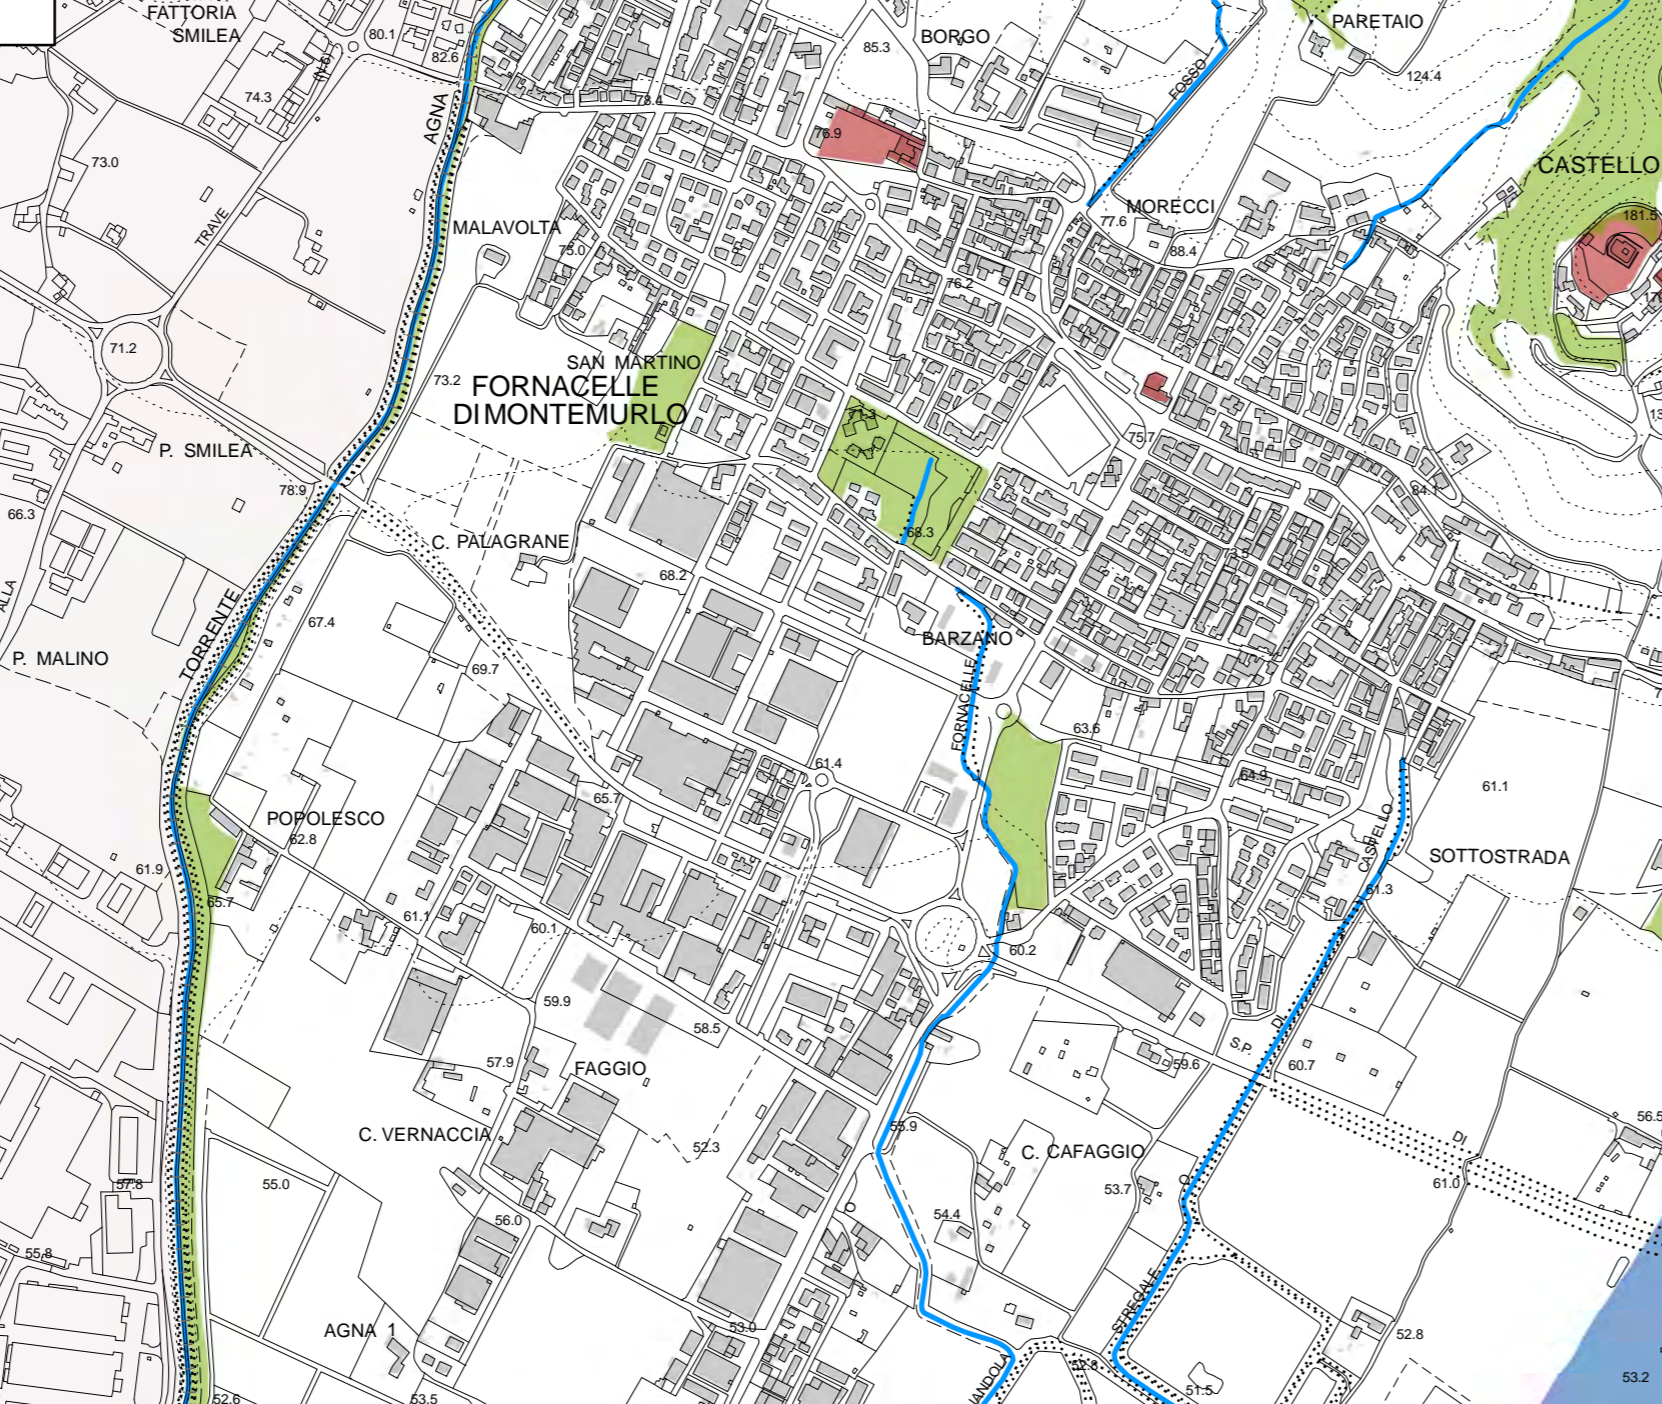 FATTORIA
SMILEA
80.1
82.6
85.3
BORGO
PARETAIO
124.4
74.3
78.4
FOSSO
AGNA
76.9
73.0
CASTELLO
181.5
TRAVE
MALAVOLTA
75.0
MORECCI
77.6
88.4
76.2
71.2
73.2
SAN MARTINO
FORNACELLE
DI MONTEMURLO
71.3
75.7
P. SMILEA
78.9
84.1
66.3
68.3
C. PALAGRANE
68.2
73.5
ALLA
TORRENTE
67.4
BARZANO
P. MALINO
69.7
FORNACELLE
63.6
61.4
64.9
61.1
65.7
POPOLESCO
62.8
CASTELLO
SOTTOSTRADA
61.9
61.3
65.7
61.1
60.1
60.2
59.9
58.5
DI
S.P.
57.9
FAGGIO
59.6
60.7
56.5
C. VERNACCIA
52.3
55.9
C. CAFAGGIO
DI
57.8
55.0
53.7
61.0
56.0
54.4
55.8
STREGALE
AGNA 1
53.0
52.8
52.8
53.2
52.6
53.5
51.5